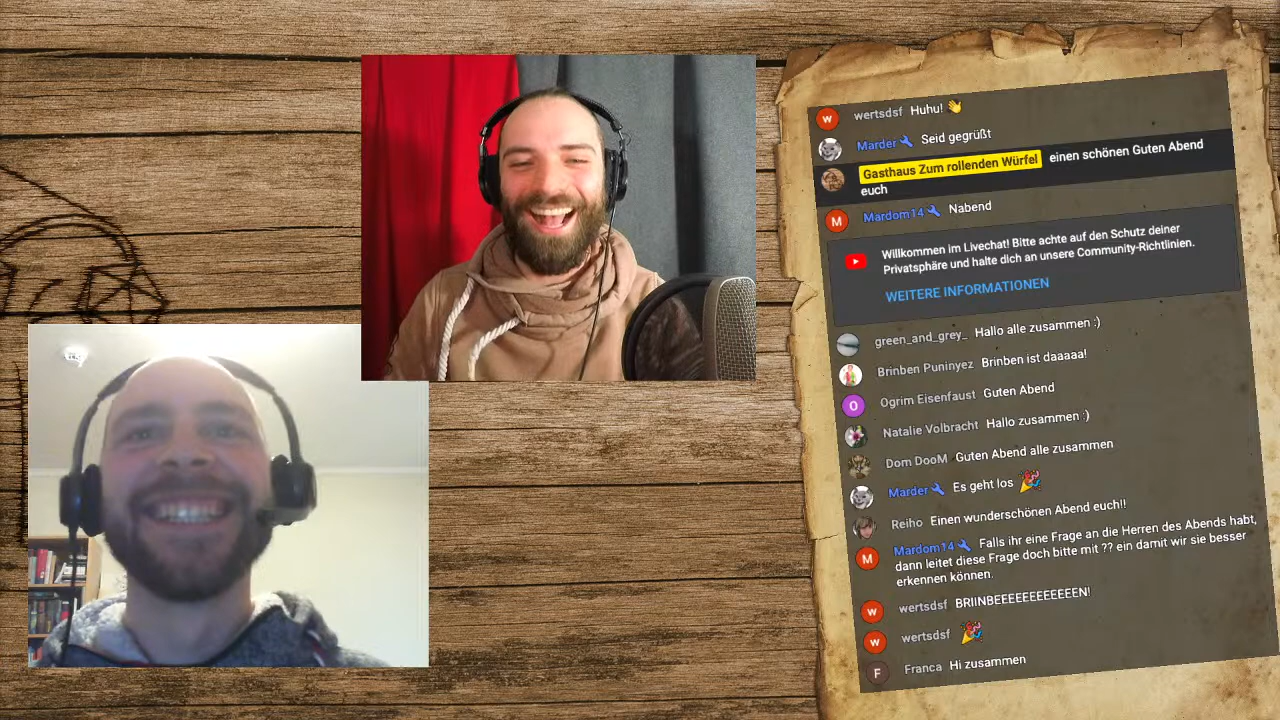 W wertsdsf Huhu! 👋
Marder Seid gegrüßt
Gasthaus Zum rollenden Würfel einen schönen Guten Abend
euch
M Mardom14 Nabend
Willkommen im Livechat! Bitte achte auf den Schutz deiner
Privatsphäre und halte dich an unsere Community-Richtlinien.
WEITERE INFORMATIONEN
green_and_grey_ Hallo alle zusammen :)
Brinben Puninyez Brinben ist daaaaa!
O Ogrim Eisenfaust Guten Abend
Natalie Volbracht Hallo zusammen :)
Dom DooM Guten Abend alle zusammen
Marder Es geht los 🎉
Reiho Einen wunderschönen Abend euch!!
M Mardom14 Falls ihr eine Frage an die Herren des Abends habt,
dann leitet diese Frage doch bitte mit ?? ein damit wir sie besser
erkennen können.
W wertsdsf BRIINBEEEEEEEEEEEN!
W wertsdsf 🎉
F Franca Hi zusammen